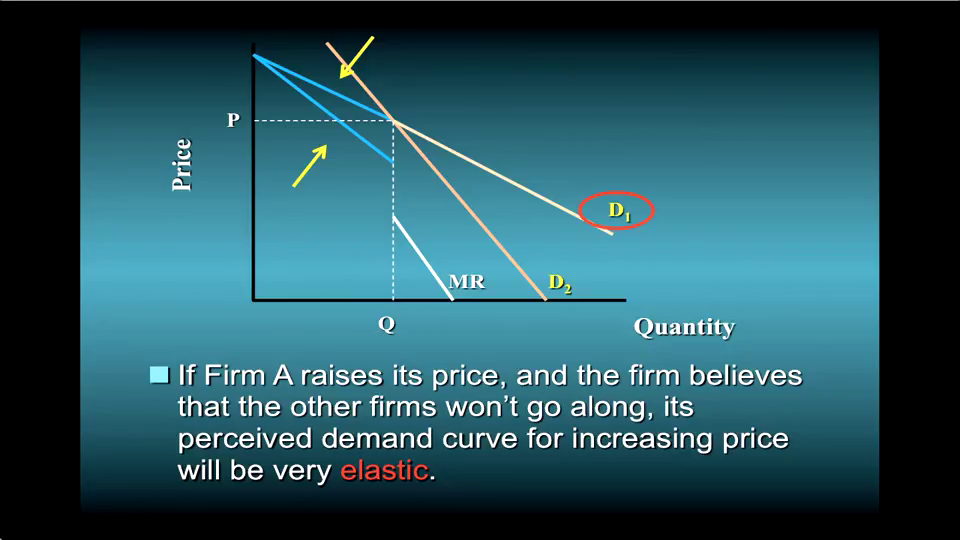 P
Price
D1
MR
D2
Q
Quantity
If Firm A raises its price, and the firm believes
that the other firms won't go along, its
perceived demand curve for increasing price
will be very elastic.